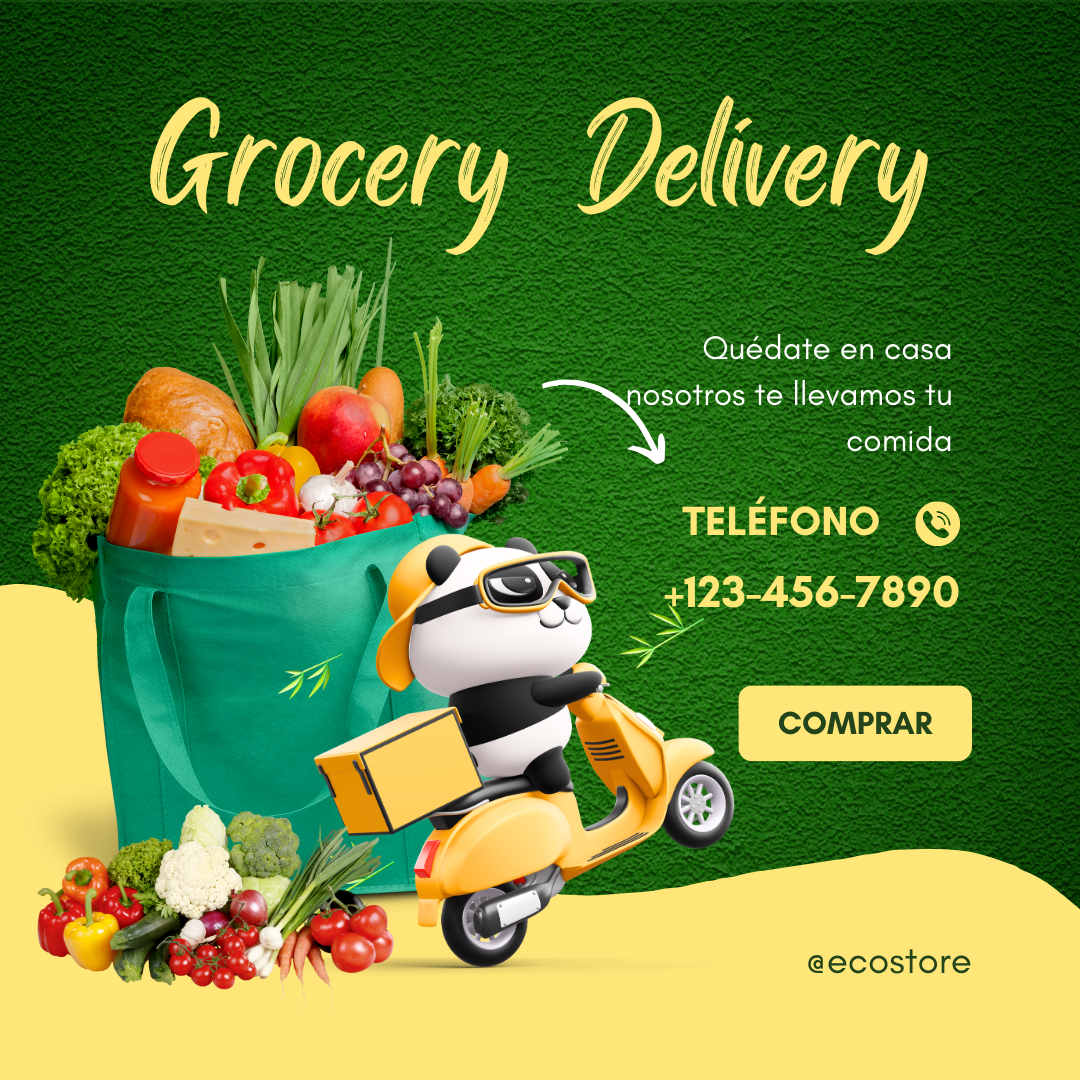 Grocery Delivery
Quédate en casa
nosotros te llevamos tu
comida
TELÉFONO
+123-456-7890
COMPRAR
@ecostore